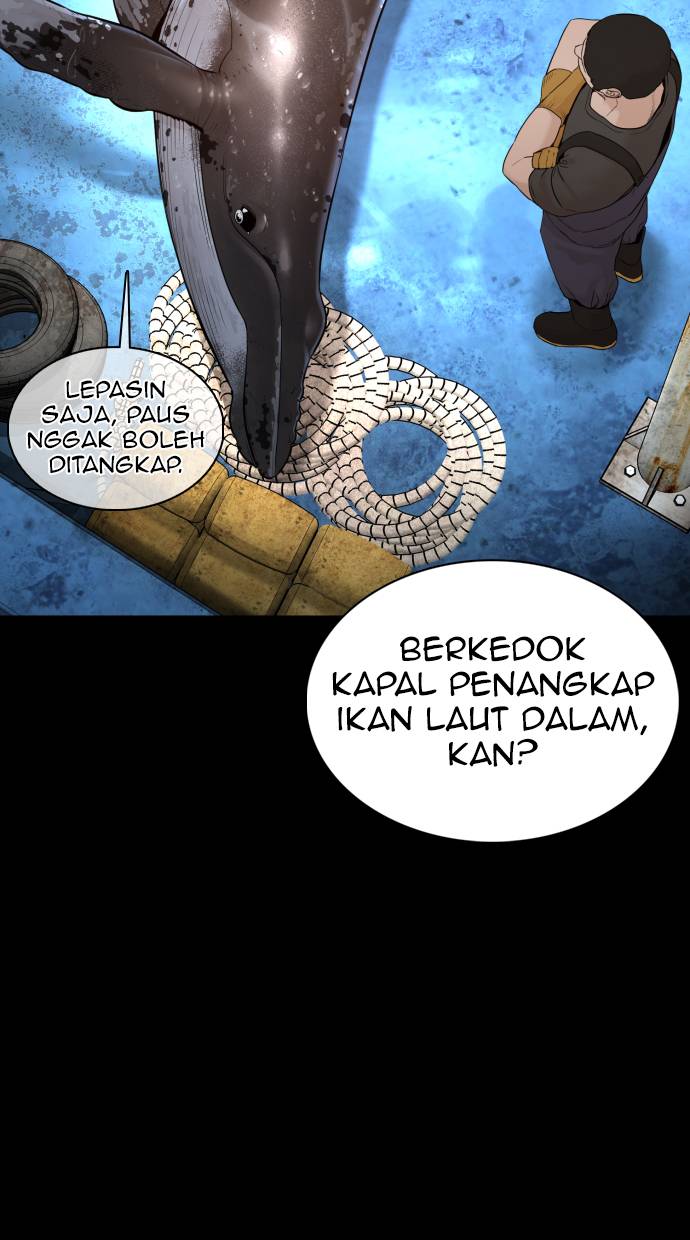 LEPASIN
SAJA, PAUS
NGGAK BOLEH
DITANGKAP.
BERKEDOK
KAPAL PENANGKAP
IKAN LAUT DALAM,
KAN?